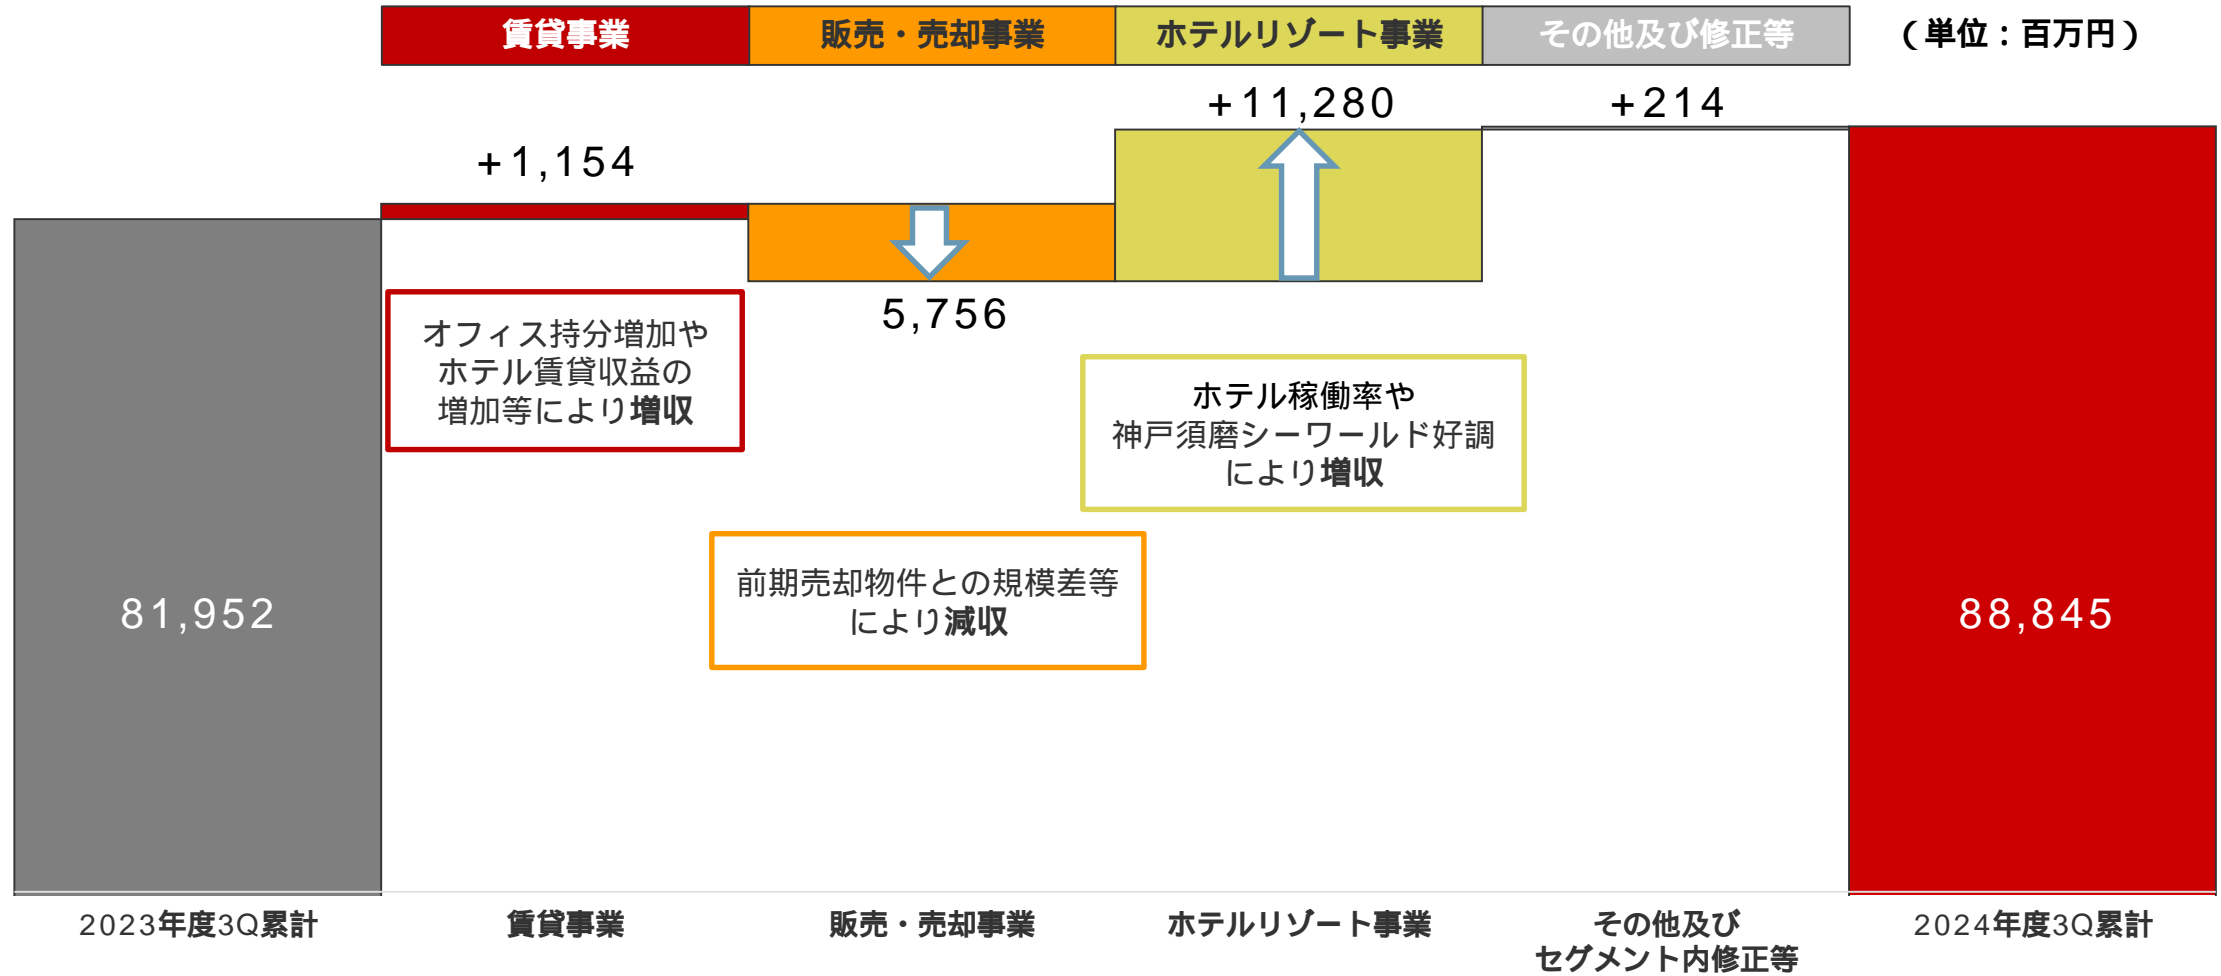 賃貸事業
販売・売却事業
ホテルリゾート事業
その他及び修正等
(単位：百万円)
+1,154
5,756
+11,280
+214
オフィス持分増加や
ホテル賃貸収益の
増加等により増収
ホテル稼働率や
神戸須磨シーワールド好調
により増収
前期売却物件との規模差等
により減収
81,952
88,845
2023年度3Q累計
賃貸事業
販売・売却事業
ホテルリゾート事業
その他及び
セグメント内修正等
2024年度3Q累計